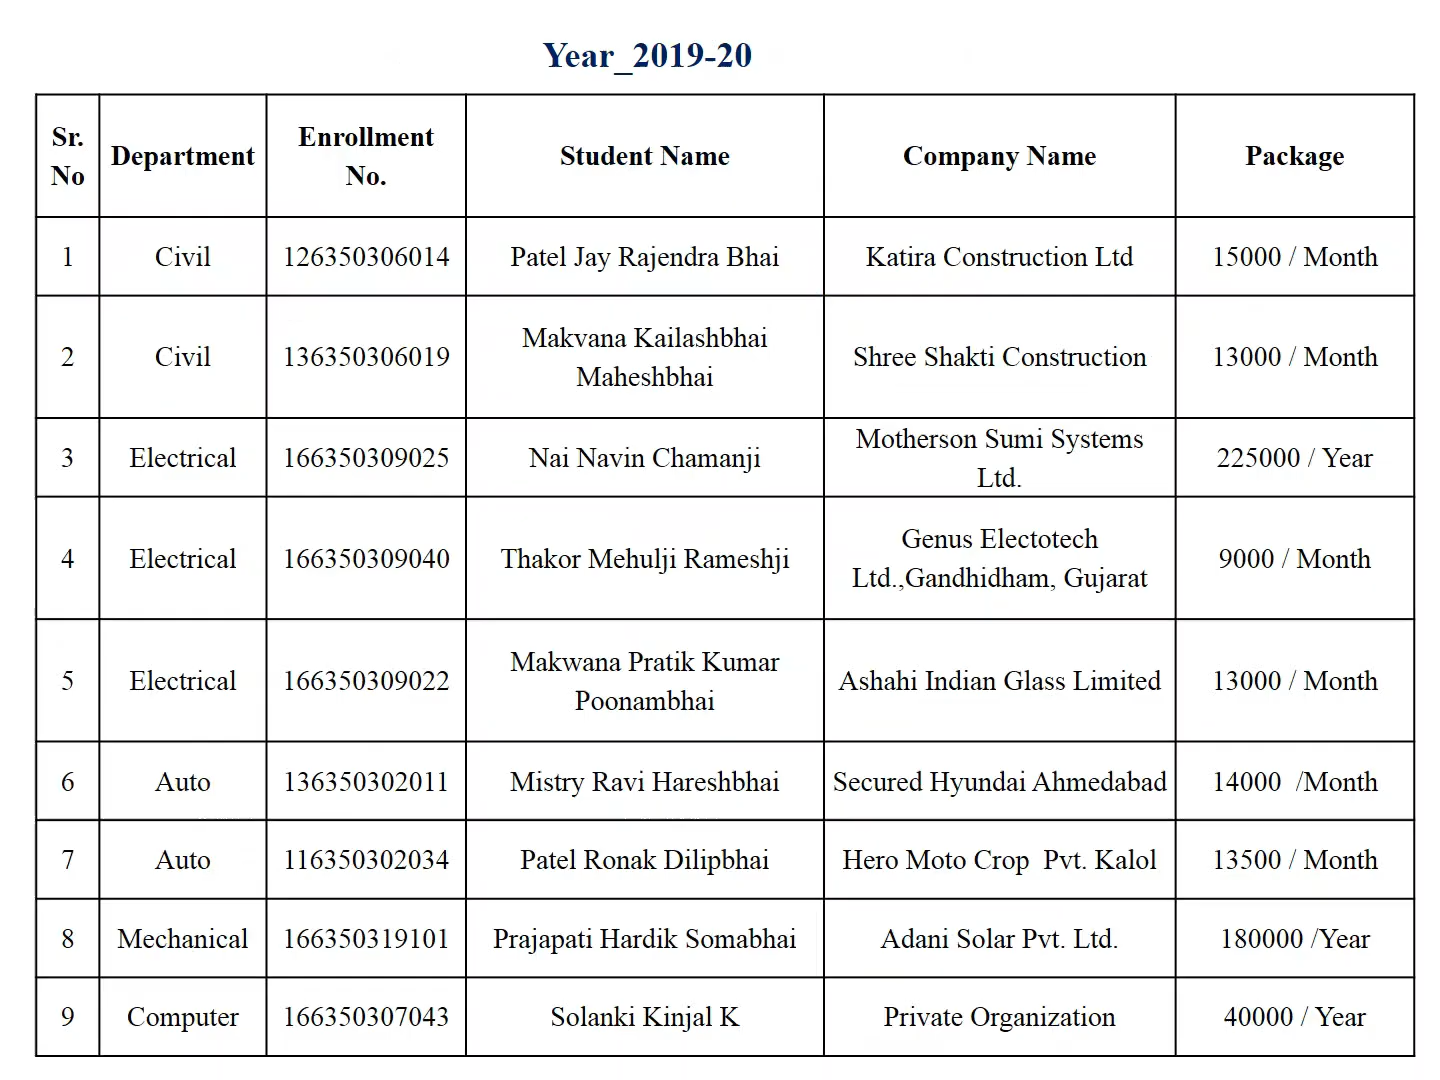 Year_2019-20
Sr. No Department Enrollment No. Student Name Company Name Package
1 Civil 126350306014 Patel Jay Rajendra Bhai Katira Construction Ltd 15000 / Month
2 Civil 136350306019 Makvana Kailashbhai Maheshbhai Shree Shakti Construction 13000 / Month
3 Electrical 166350309025 Nai Navin Chamanji Motherson Sumi Systems Ltd. 225000 / Year
4 Electrical 166350309040 Thakor Mehulji Rameshji Genus Electotech Ltd.,Gandhidham, Gujarat 9000 / Month
5 Electrical 166350309022 Makwana Pratik Kumar Poonambhai Ashahi Indian Glass Limited 13000 / Month
6 Auto 136350302011 Mistry Ravi Hareshbhai Secured Hyundai Ahmedabad 14000  /Month
7 Auto 116350302034 Patel Ronak Dilipbhai Hero Moto Crop  Pvt. Kalol 13500 / Month
8 Mechanical 166350319101 Prajapati Hardik Somabhai Adani Solar Pvt. Ltd. 180000 /Year
9 Computer 166350307043 Solanki Kinjal K Private Organization 40000 / Year